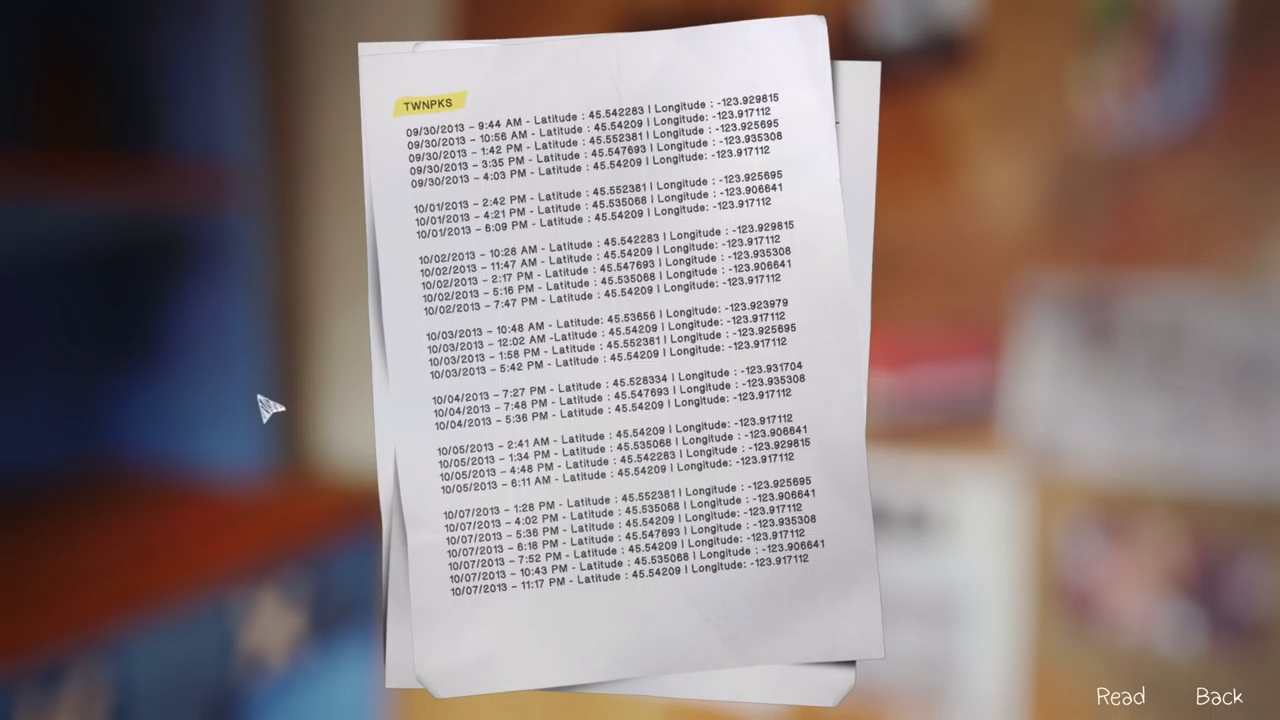 TWNPKS
09/30/2013 – 9:44 AM - Latitude : 45.542283 | Longitude : -123.929815
09/30/2013 – 10:56 AM - Latitude : 45.54209 | Longitude: -123.917112
09/30/2013 – 1:42 PM - Latitude : 45.552381 | Longitude : -123.925695
09/30/2013 – 3:35 PM - Latitude : 45.547693 | Longitude : -123.935308
09/30/2013 – 4:03 PM - Latitude : 45.54209 | Longitude: -123.917112
10/01/2013 – 2:42 PM - Latitude : 45.552381 | Longitude : -123.925695
10/01/2013 – 4:21 PM - Latitude : 45.535068 | Longitude : -123.906641
10/01/2013 – 6:09 PM - Latitude : 45.54209 | Longitude: -123.917112
10/02/2013 – 10:28 AM - Latitude : 45.542283 | Longitude : -123.929815
10/02/2013 – 11:47 AM - Latitude : 45.54209 | Longitude: -123.917112
10/02/2013 – 2:17 PM - Latitude : 45.547693 | Longitude : -123.935308
10/02/2013 – 5:16 PM - Latitude : 45.535068 | Longitude : -123.906641
10/02/2013 – 7:47 PM - Latitude : 45.54209 | Longitude: -123.917112
10/03/2013 – 10:48 AM - Latitude: 45.53656 | Longitude: -123.923979
10/03/2013 – 12:02 AM -Latitude : 45.54209 | Longitude: -123.917112
10/03/2013 – 1:58 PM - Latitude : 45.552381 | Longitude : -123.925695
10/03/2013 – 5:42 PM - Latitude : 45.54209 | Longitude: -123.917112
10/04/2013 – 7:27 PM - Latitude : 45.528334 | Longitude : -123.931704
10/04/2013 – 7:48 PM - Latitude : 45.547693 | Longitude : -123.935308
10/04/2013 – 5:36 PM - Latitude : 45.54209 | Longitude: -123.917112
10/05/2013 – 2:41 AM - Latitude : 45.54209 | Longitude: -123.917112
10/05/2013 – 1:34 PM - Latitude : 45.535068 | Longitude : -123.906641
10/05/2013 – 4:48 PM - Latitude : 45.542283 | Longitude : -123.929815
10/05/2013 – 6:11 AM - Latitude : 45.54209 | Longitude: -123.917112
10/07/2013 – 1:28 PM - Latitude : 45.552381 | Longitude : -123.925695
10/07/2013 – 4:02 PM - Latitude : 45.535068 | Longitude : -123.906641
10/07/2013 – 5:36 PM - Latitude : 45.54209 | Longitude: -123.917112
10/07/2013 – 6:18 PM - Latitude : 45.547693 | Longitude : -123.935308
10/07/2013 – 7:52 PM - Latitude : 45.54209 | Longitude: -123.917112
10/07/2013 – 10:43 PM - Latitude : 45.535068 | Longitude : -123.906641
10/07/2013 – 11:17 PM - Latitude : 45.54209 | Longitude: -123.917112
Read Back